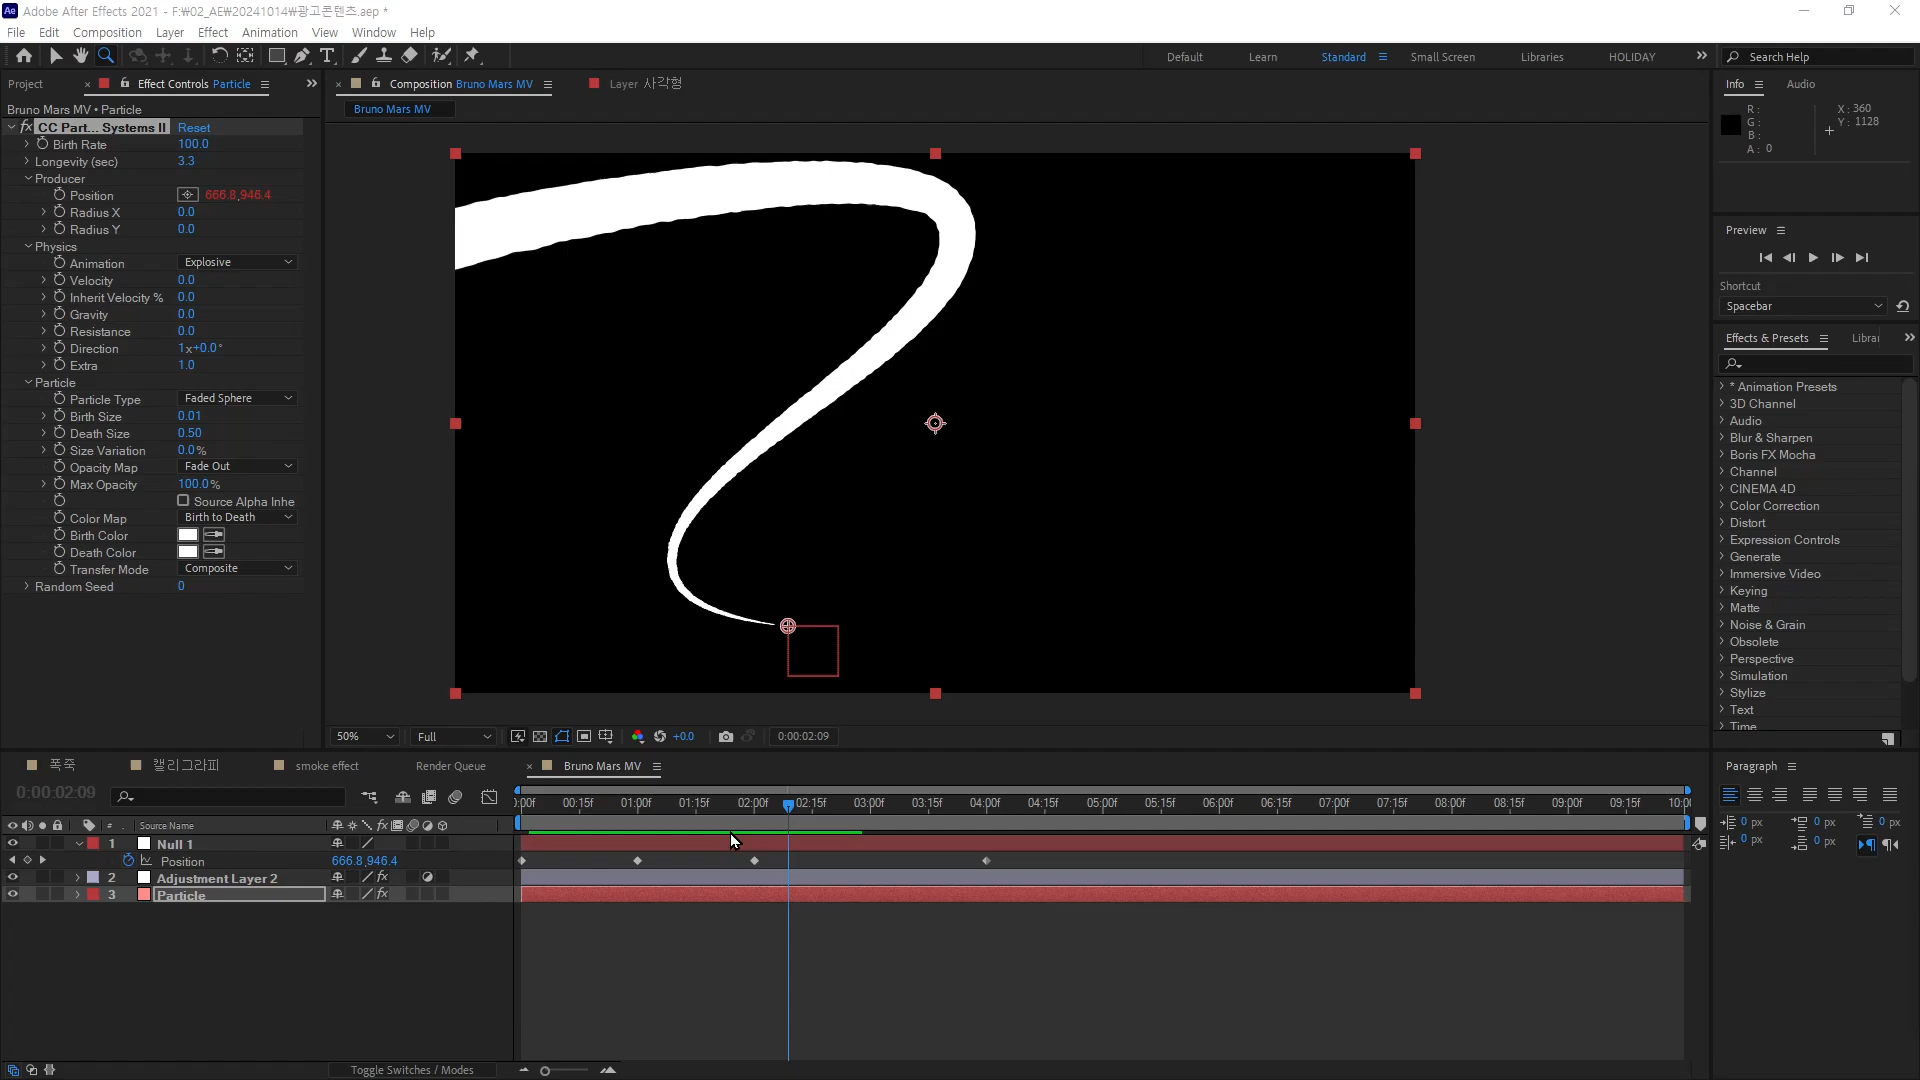 Adobe After Effects 2021 - F:₩02_AE₩20241014₩광고콘텐츠.aep *
File Edit Composition Layer Effect Animation View Window Help
Default Learn Standard Small Screen Libraries HOLIDAY Search Help
Project Effect Controls Particle
Composition Bruno Mars MV Layer 사각형
Info Audio
Bruno Mars MV • Particle
Bruno Mars MV
R :
G :
B :
A : 0
X : 360
Y : 1128
fx CC Part... Systems II Reset
Birth Rate 100.0
Longevity (sec) 3.3
Producer
Position 666.8,946.4
Radius X 0.0
Radius Y 0.0
Physics
Animation Explosive
Velocity 0.0
Inherit Velocity % 0.0
Gravity 0.0
Resistance 0.0
Direction 1x+0.0°
Extra 1.0
Particle
Particle Type Faded Sphere
Birth Size 0.01
Death Size 0.50
Size Variation 0.0%
Opacity Map Fade Out
Max Opacity 100.0%
Source Alpha Inhe
Color Map Birth to Death
Birth Color
Death Color
Transfer Mode Composite
Random Seed 0
Preview
Shortcut
Spacebar
Effects & Presets Librar
* Animation Presets
3D Channel
Audio
Blur & Sharpen
Boris FX Mocha
Channel
CINEMA 4D
Color Correction
Distort
Expression Controls
Generate
Immersive Video
Keying
Matte
Noise & Grain
Obsolete
Perspective
Simulation
Stylize
Text
Time
50% Full +0.0 0:00:02:09
폭죽 캘리그라피 smoke effect Render Queue Bruno Mars MV
Paragraph
0:00:02:09
):00f 00:15f 01:00f 01:15f 02:00f 02:15f 03:00f 03:15f 04:00f 04:15f 05:00f 05:15f 06:00f 06:15f 07:00f 07:15f 08:00f 08:15f 09:00f 09:15f 10:0
# . Source Name fx
1 Null 1
Position 666.8,946.4
2 Adjustment Layer 2 fx
3 Particle fx
0 px 0 px 0 px
0 px 0 px
Toggle Switches / Modes